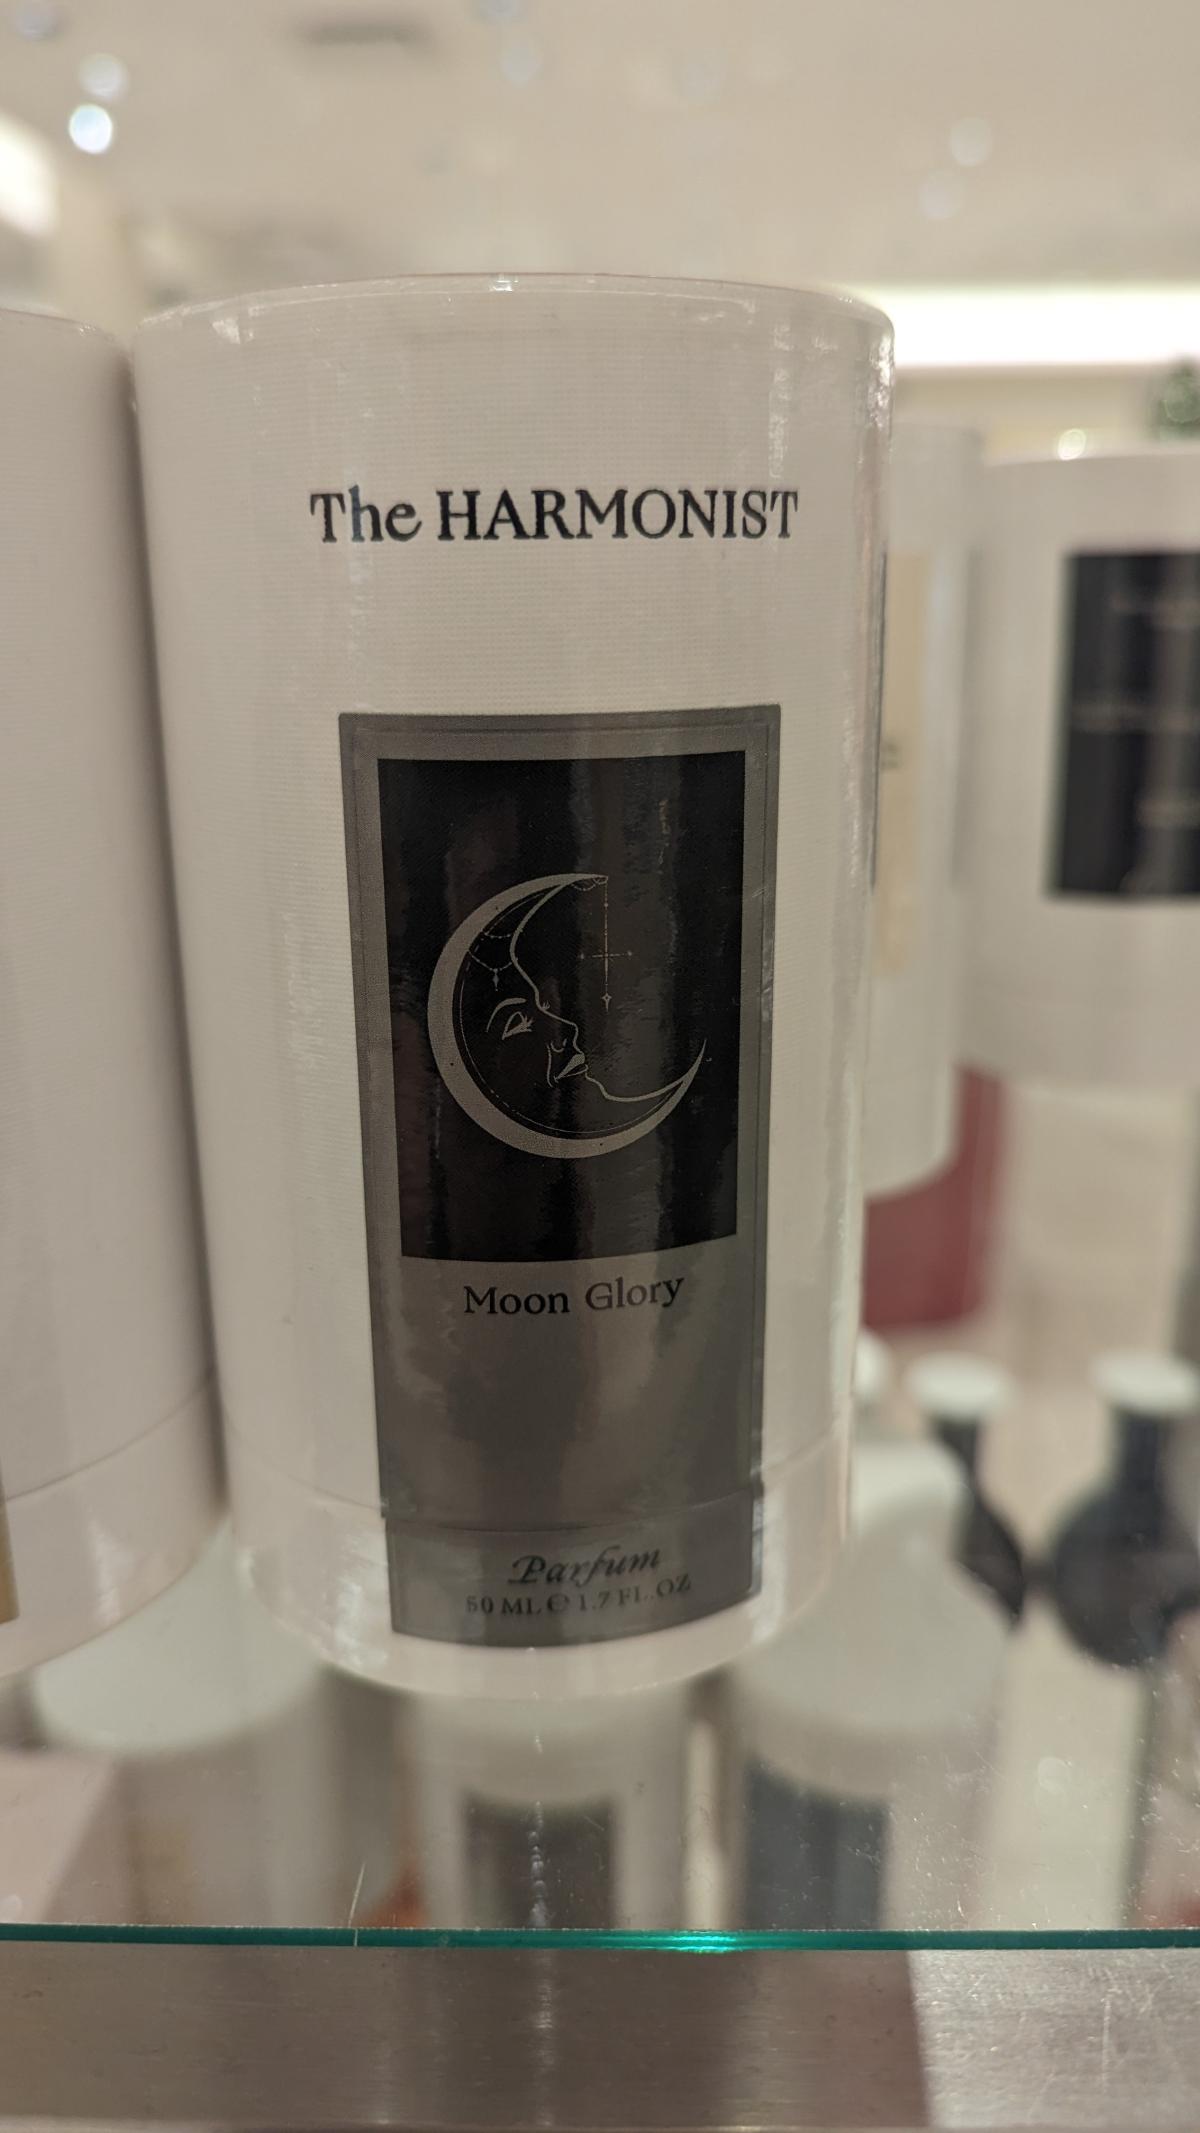 The HARMONIST
Moon Glory
Parfum
50 ML ℮ 1.7 FL.OZ